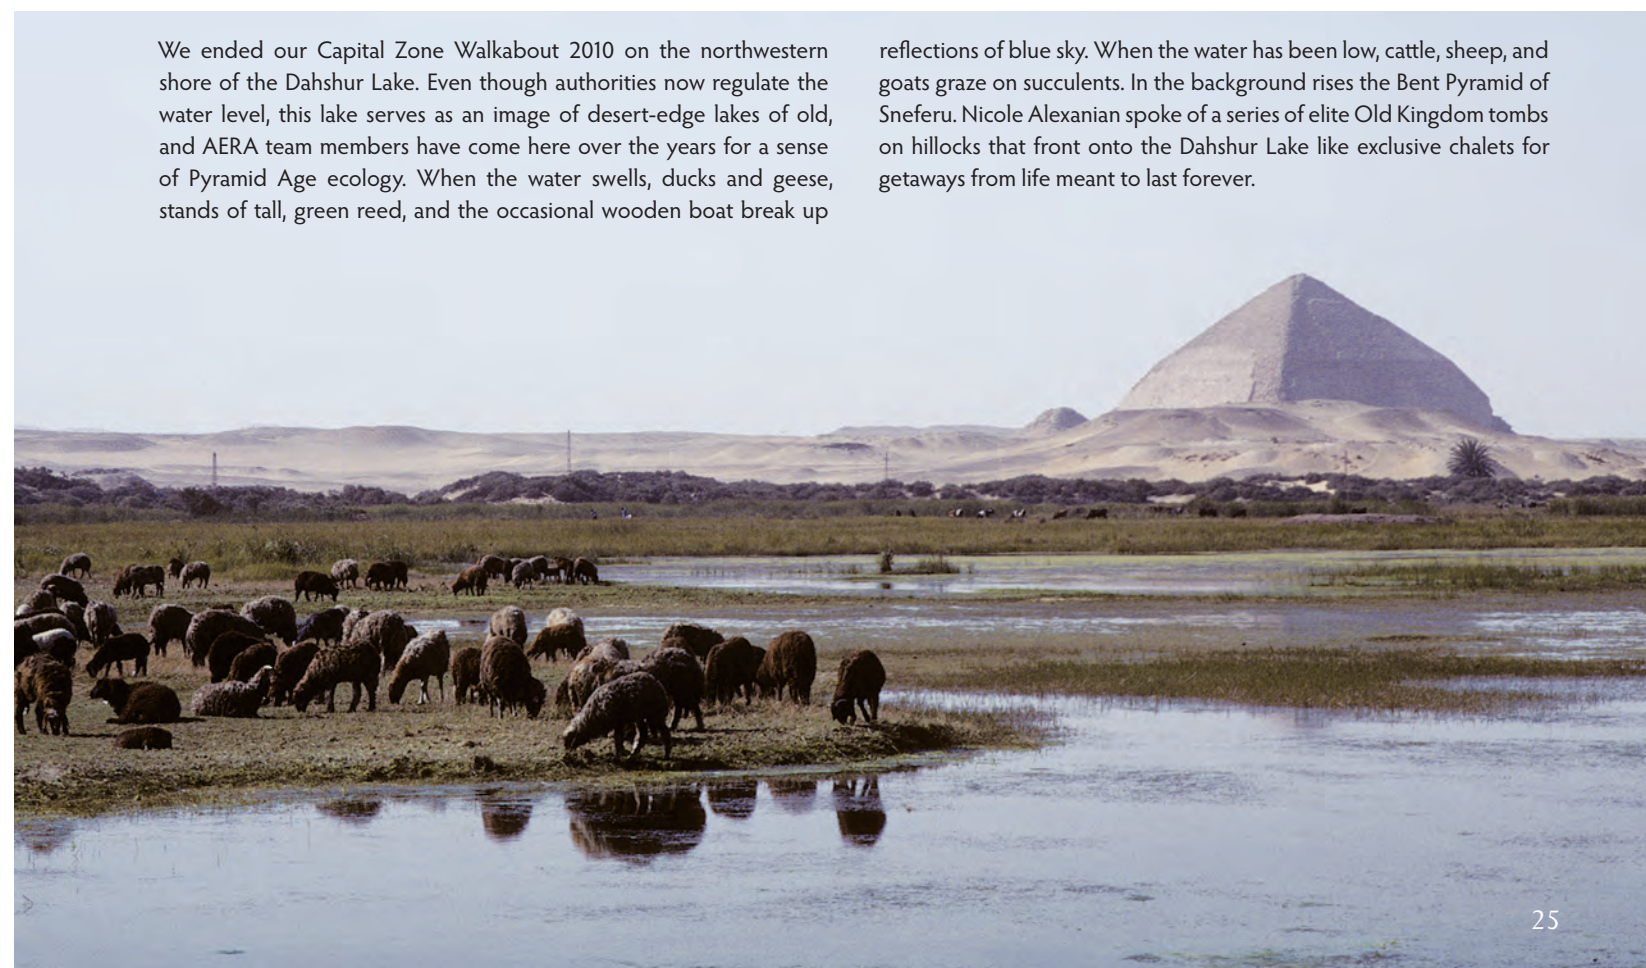 We ended our Capital Zone Walkabout 2010 on the northwestern
shore of the Dahshur Lake. Even though authorities now regulate the
water level, this lake serves as an image of desert-edge lakes of old,
and AERA team members have come here over the years for a sense
of Pyramid Age ecology. When the water swells, ducks and geese,
stands of tall, green reed, and the occasional wooden boat break up
reflections of blue sky. When the water has been low, cattle, sheep, and
goats graze on succulents. In the background rises the Bent Pyramid of
Sneferu. Nicole Alexanian spoke of a series of elite Old Kingdom tombs
on hillocks that front onto the Dahshur Lake like exclusive chalets for
getaways from life meant to last forever.
25